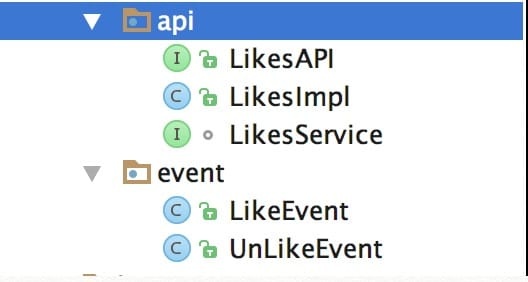 api
I LikesAPI
C LikesImpl
I LikesService
event
C LikeEvent
C UnLikeEvent